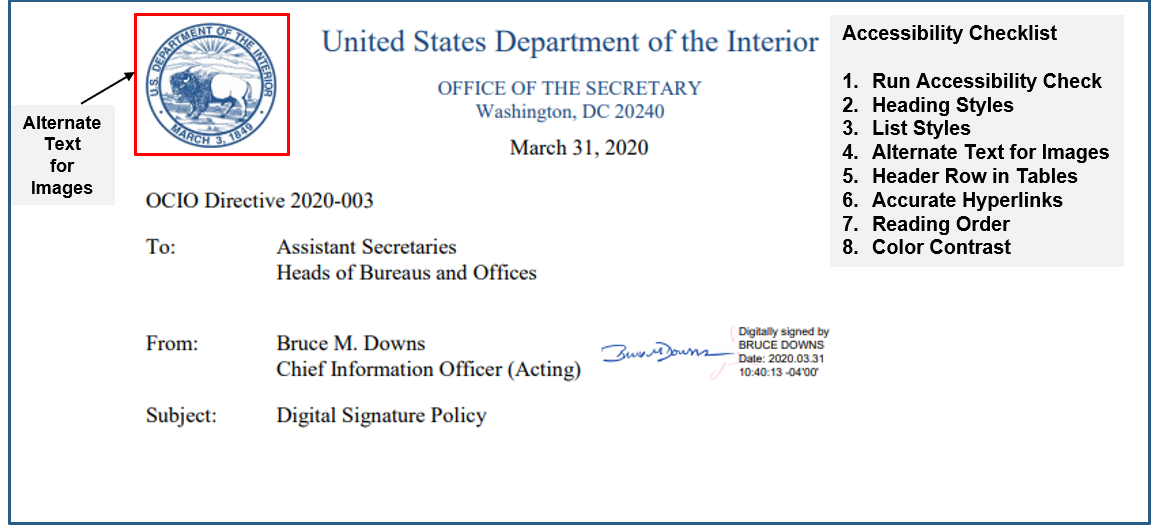 U.S. DEPARTMENT OF THE INTERIOR
MARCH 3, 1849
United States Department of the Interior
OFFICE OF THE SECRETARY
Washington, DC 20240
March 31, 2020
Alternate
Text
for
Images
OCIO Directive 2020-003
To: Assistant Secretaries
Heads of Bureaus and Offices
From: Bruce M. Downs
Chief Information Officer (Acting)
Bruce M Downs
Digitally signed by
BRUCE DOWNS
Date: 2020.03.31
10:40:13 -04'00'
Subject: Digital Signature Policy
Accessibility Checklist
1. Run Accessibility Check
2. Heading Styles
3. List Styles
4. Alternate Text for Images
5. Header Row in Tables
6. Accurate Hyperlinks
7. Reading Order
8. Color Contrast